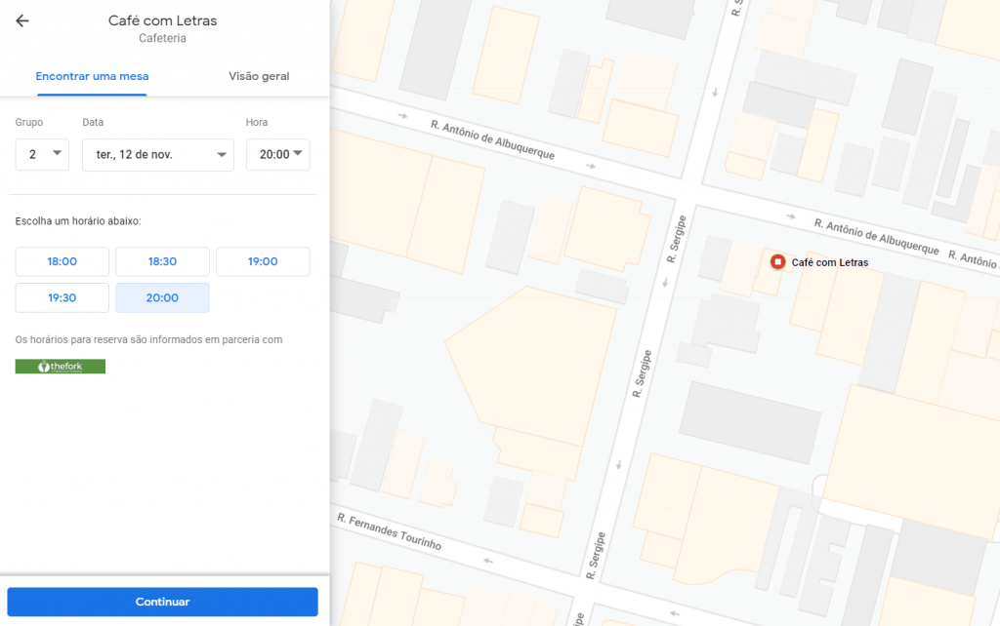 Café com Letras
Cafeteria
Encontrar uma mesa
Visão geral
Grupo
Data
Hora
2
ter., 12 de nov.
20:00
Escolha um horário abaixo:
18:00
18:30
19:00
19:30
20:00
Os horários para reserva são informados em parceria com
thefork
Continuar
R. Antônio de Albuquerque
R. Sergipe
R. Antônio de Albuquerque
R. Antônio
Café com Letras
R. Sergipe
R. Fernandes Tourinho
R. Sergipe